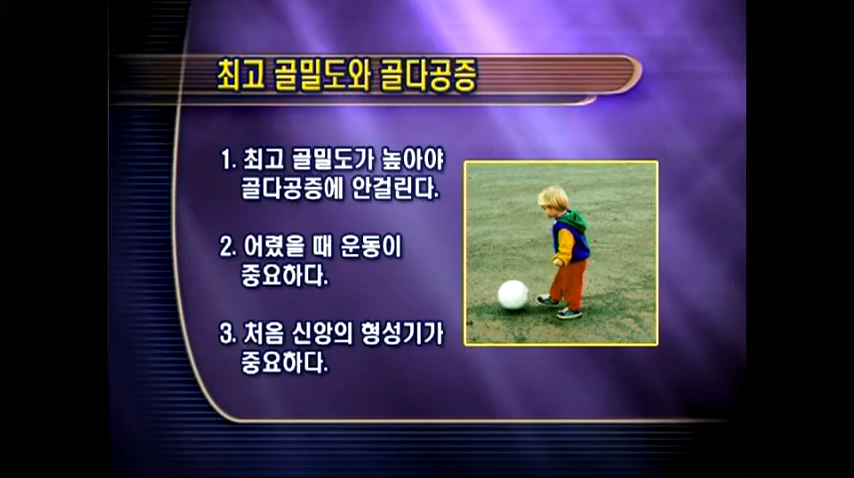 최고 골밀도와 골다공증
1. 최고 골밀도가 높아야
골다공증에 안걸린다.
2. 어렸을 때 운동이
중요하다.
3. 처음 신앙의 형성기가
중요하다.